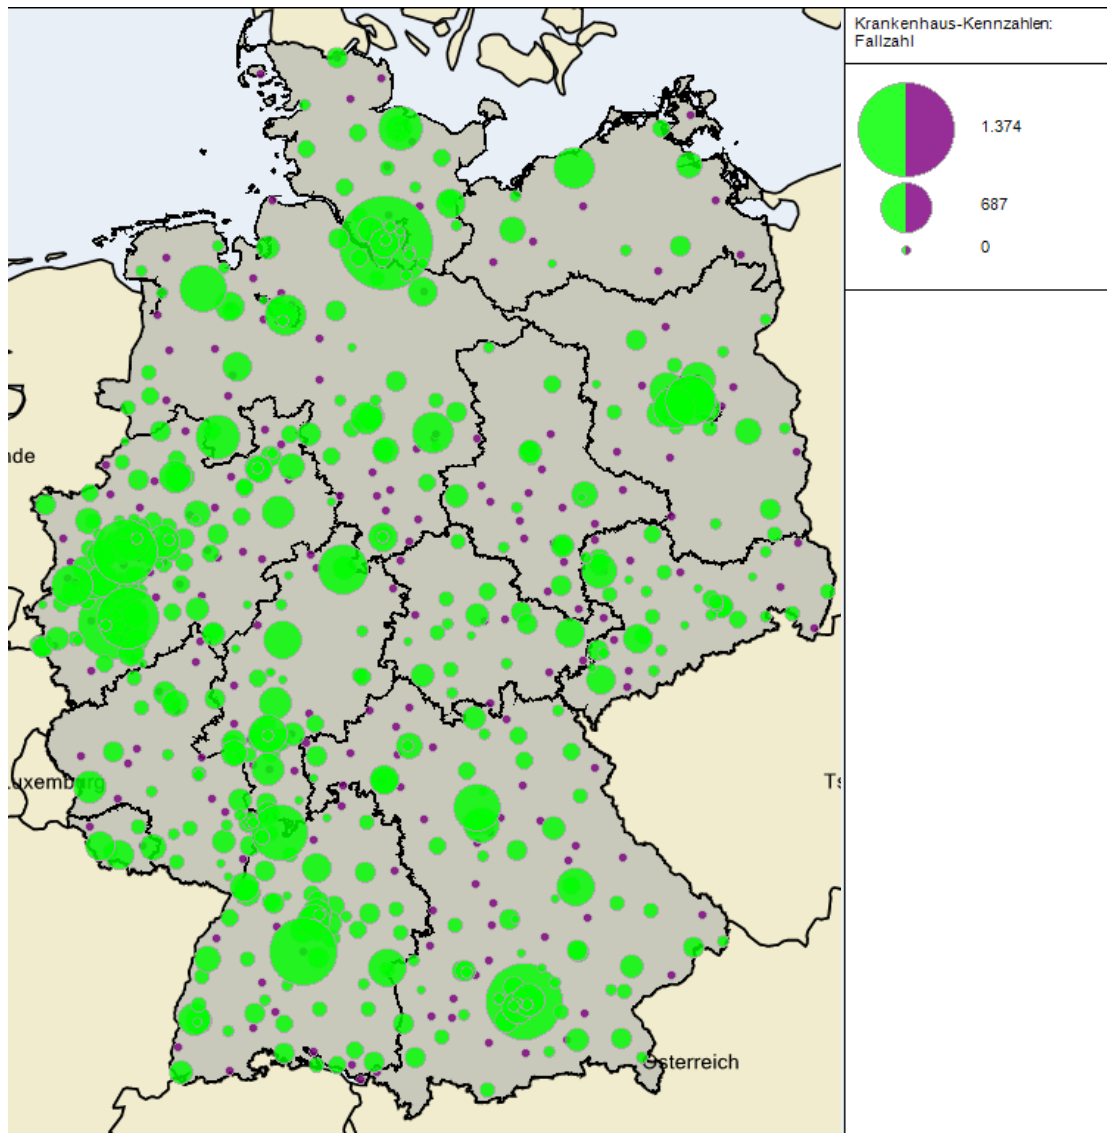 Krankenhaus-Kennzahlen:
Fallzahl
1.374
687
0
nde
uxemburg
Ts
Österreich